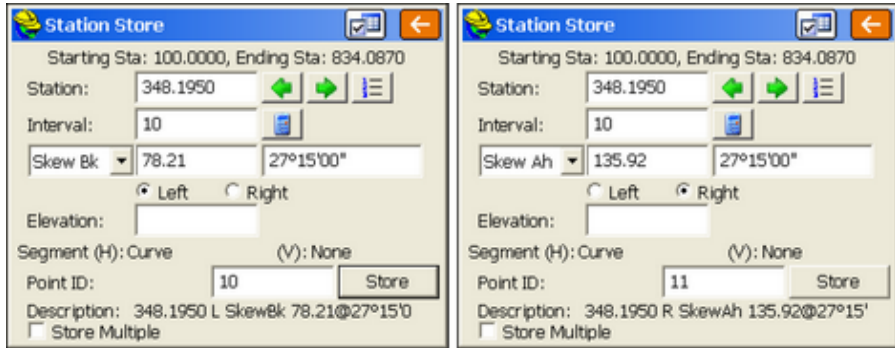 Station Store
Starting Sta: 100.0000, Ending Sta: 834.0870
Station: 348.1950
Interval: 10
Skew Bk 78.21 27°15'00"
Left Right
Elevation:
Segment (H): Curve (V): None
Point ID: 10 Store
Description: 348.1950 L SkewBk 78.21@27°15'0
Store Multiple
Station Store
Starting Sta: 100.0000, Ending Sta: 834.0870
Station: 348.1950
Interval: 10
Skew Ah 135.92 27°15'00"
Left Right
Elevation:
Segment (H): Curve (V): None
Point ID: 11 Store
Description: 348.1950 R SkewAh 135.92@27°15'
Store Multiple